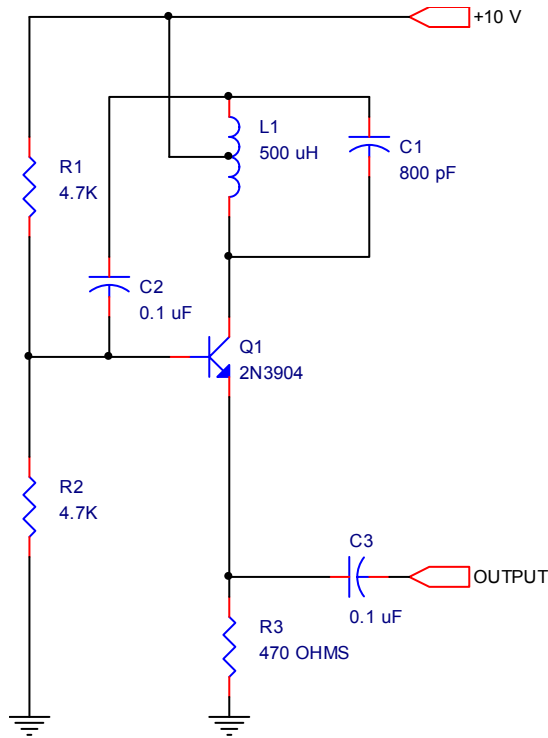 +10 V
L1
500 uH
C1
800 pF
R1
4.7K
C2
0.1 uF
Q1
2N3904
R2
4.7K
C3
0.1 uF
OUTPUT
R3
470 OHMS